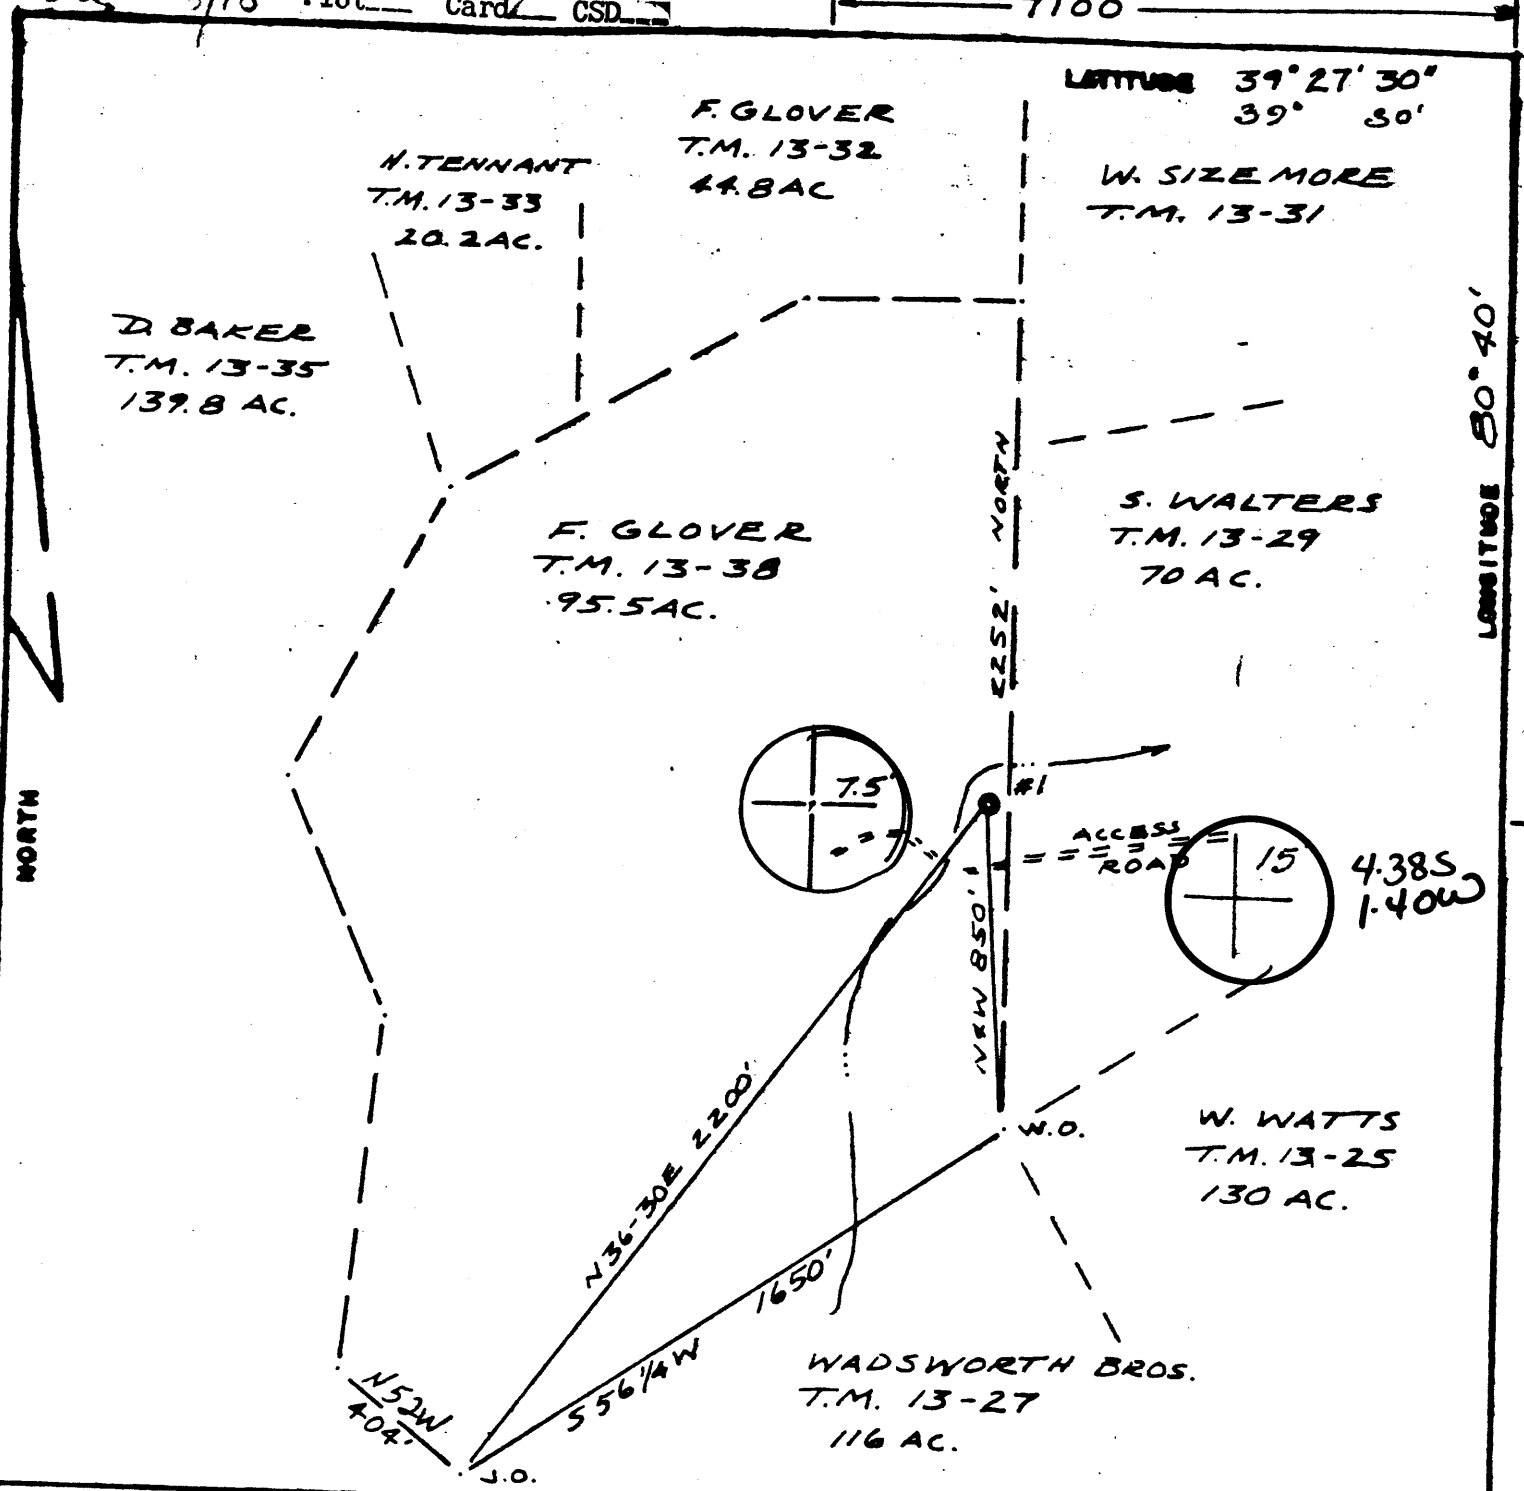 Card CSD
7100
LATITUDE 39° 27' 30"
39° 30'
F. GLOVER
T.M. 13-32
44.8 AC
H. TENNANT
T.M. 13-33
20.2 AC.
W. SIZEMORE
T.M. 13-31
D. BAKER
T.M. 13-35
139.8 AC.
LONGITUDE 80° 40'
F. GLOVER
T.M. 13-38
95.5 AC.
S. WALTERS
T.M. 13-29
70 AC.
2252' NORTH
NORTH
7.5'
#1
ACCESS
ROAD
15'
4.38S
1.40W
850'
N36-30E 2200'
W.O.
W. WATTS
T.M. 13-25
130 AC.
S56 1/4 W 1650'
N52W
404'
J.O.
WADSWORTH BROS.
T.M. 13-27
116 AC.